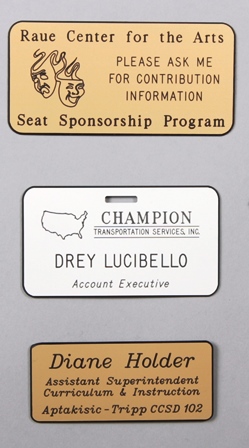 Raue Center for the Arts
PLEASE ASK ME
FOR CONTRIBUTION
INFORMATION
Seat Sponsorship Program
CHAMPION
TRANSPORTATION SERVICES, INC.
DREY LUCIBELLO
Account Executive
Diane Holder
Assistant Superintendent
Curriculum & Instruction
Aptakisic - Tripp CCSD 102